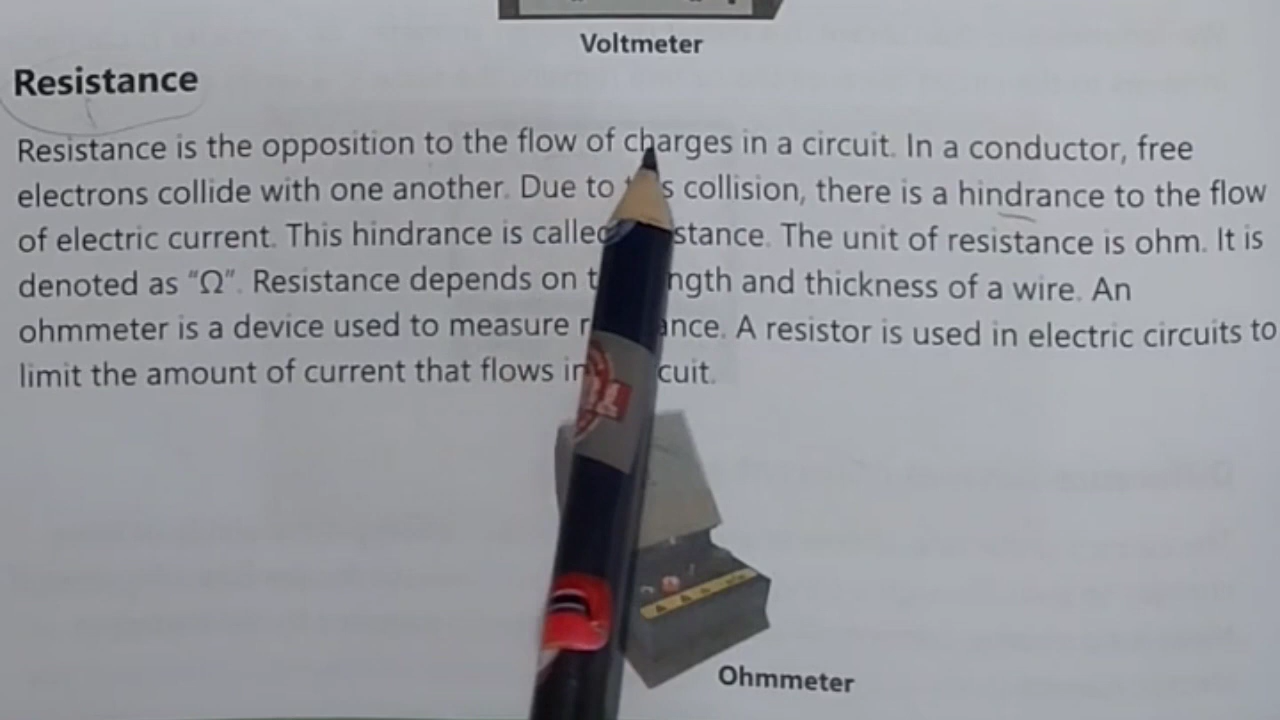 Voltmeter
Resistance
Resistance is the opposition to the flow of charges in a circuit. In a conductor, free
electrons collide with one another. Due to collision, there is a hindrance to the flow
of electric current. This hindrance is called stance. The unit of resistance is ohm. It is
denoted as “Ω”. Resistance depends on ngth and thickness of a wire. An
ohmmeter is a device used to measure ance. A resistor is used in electric circuits to
limit the amount of current that flows in cuit.
Ohmmeter